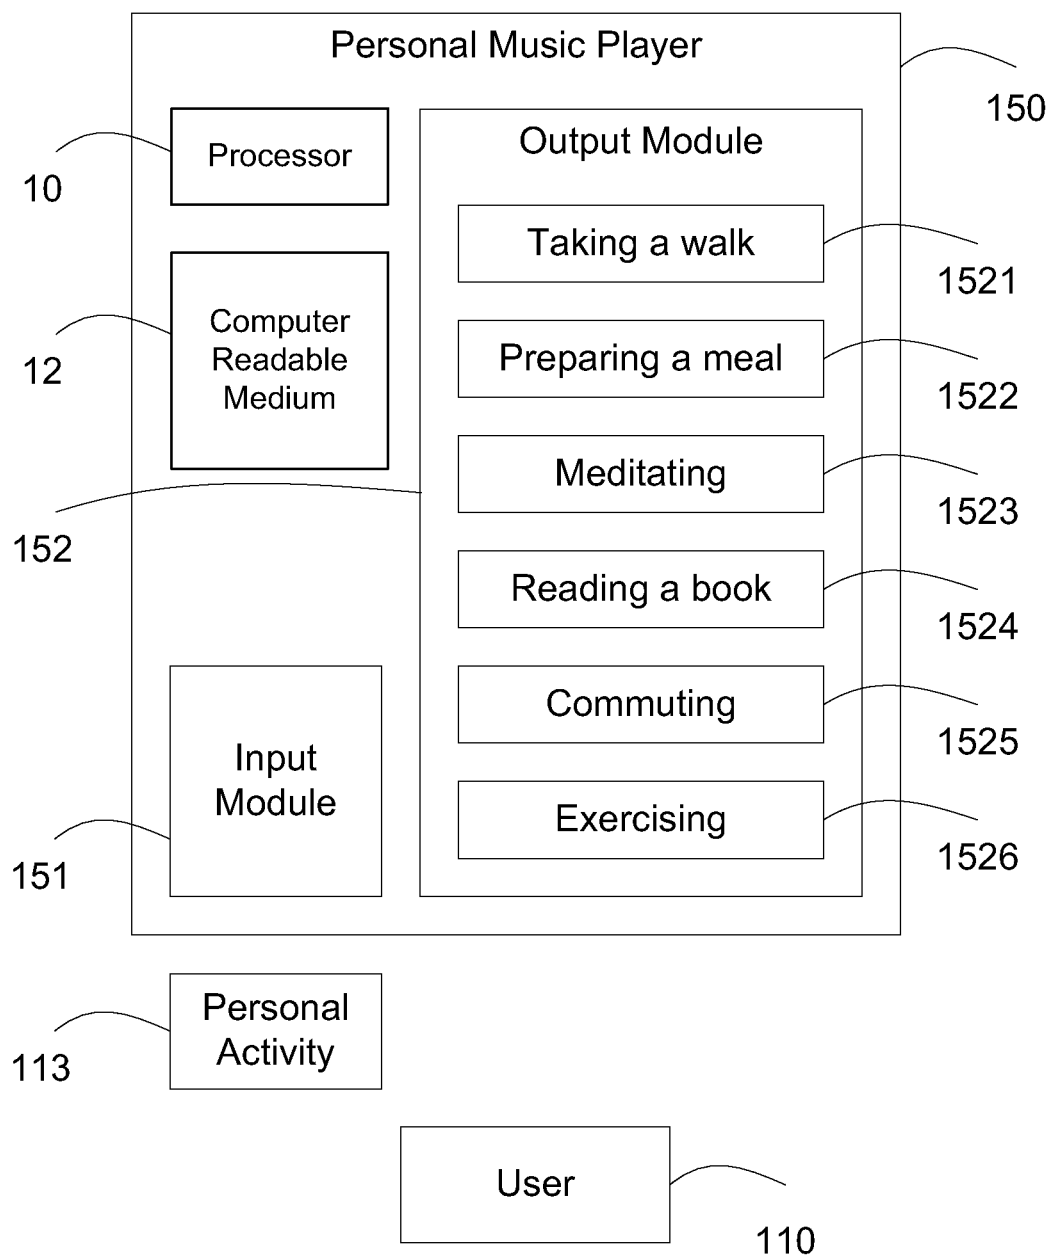 Personal Music Player
150
Processor
10
Output Module
Taking a walk
1521
Computer
Readable
Medium
12
Preparing a meal
1522
Meditating
1523
152
Reading a book
1524
Commuting
1525
Input
Module
151
Exercising
1526
Personal
Activity
113
User
110